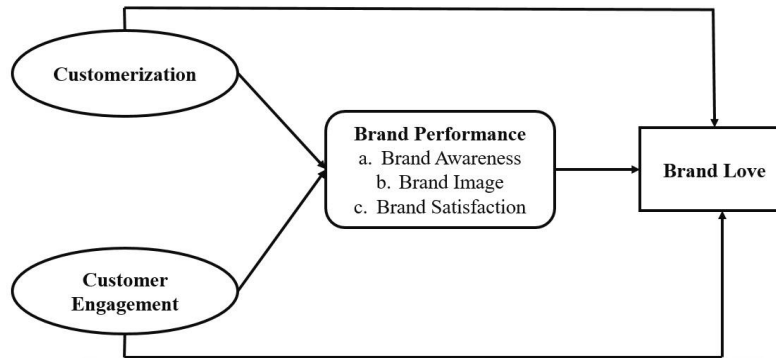 Customerization
Brand Performance
a. Brand Awareness
b. Brand Image
c. Brand Satisfaction
Brand Love
Customer
Engagement